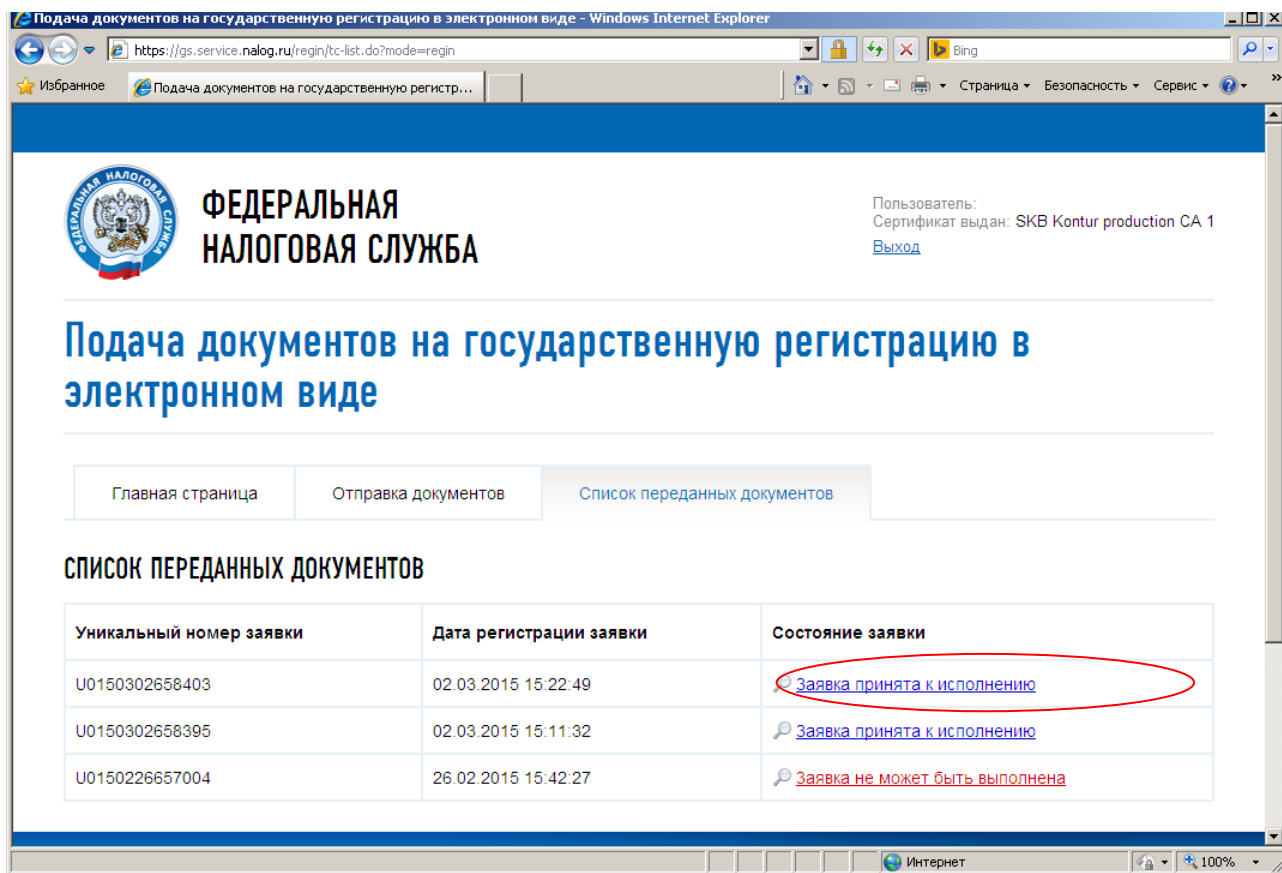 Подача документов на государственную регистрацию в электронном виде - Windows Internet Explorer
https://gs.service.nalog.ru/regin/tc-list.do?mode=regin
Bing
Избранное
Подача документов на государственную регистр...
Страница
Безопасность
Сервис
»
ФЕДЕРАЛЬНАЯ НАЛОГОВАЯ СЛУЖБА
ФЕДЕРАЛЬНАЯ
НАЛОГОВАЯ СЛУЖБА
Пользователь:
Сертификат выдан: SKB Kontur production CA 1
Выход
Подача документов на государственную регистрацию в
электронном виде
Главная страница
Отправка документов
Список переданных документов
СПИСОК ПЕРЕДАННЫХ ДОКУМЕНТОВ
Уникальный номер заявки Дата регистрации заявки Состояние заявки
U0150302658403 02.03.2015 15:22:49 Заявка принята к исполнению
U0150302658395 02.03.2015 15:11:32 Заявка принята к исполнению
U0150226657004 26.02.2015 15:42:27 Заявка не может быть выполнена
Интернет
100%